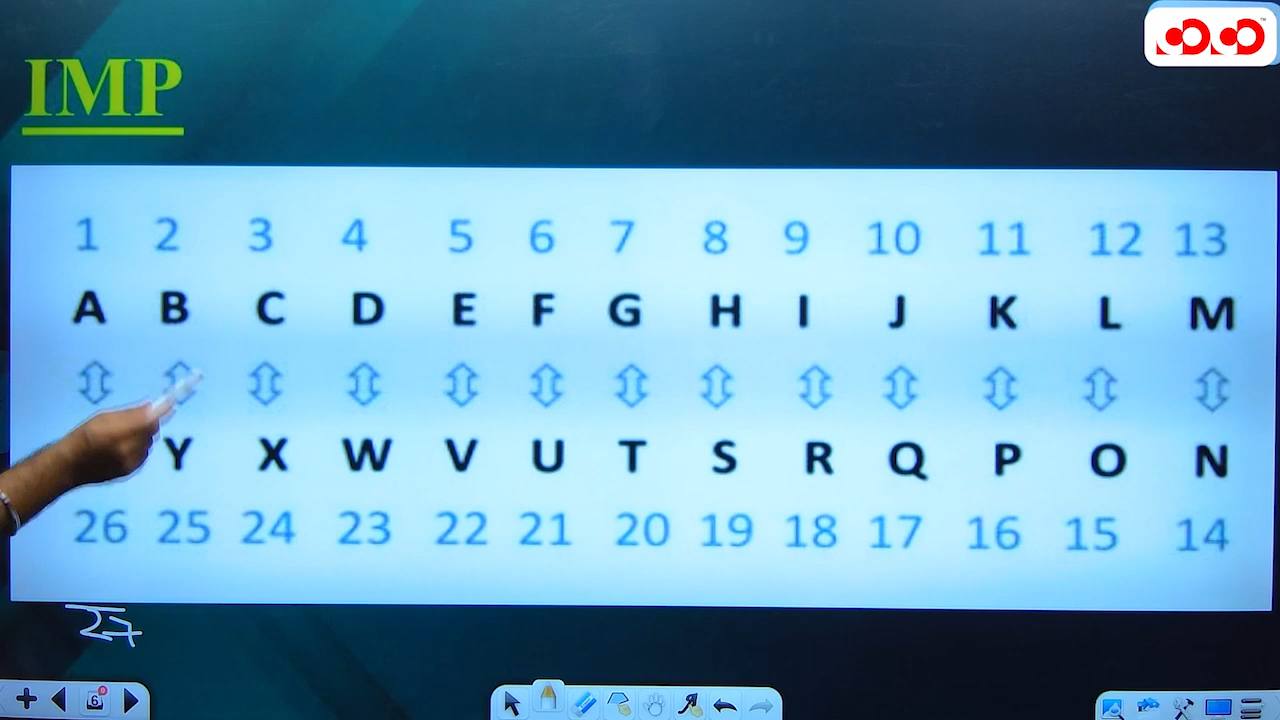 IMP
1 2 3 4 5 6 7 8 9 10 11 12 13
A B C D E F G H I J K L M
Y X W V U T S R Q P O N
26 25 24 23 22 21 20 19 18 17 16 15 14
27
6